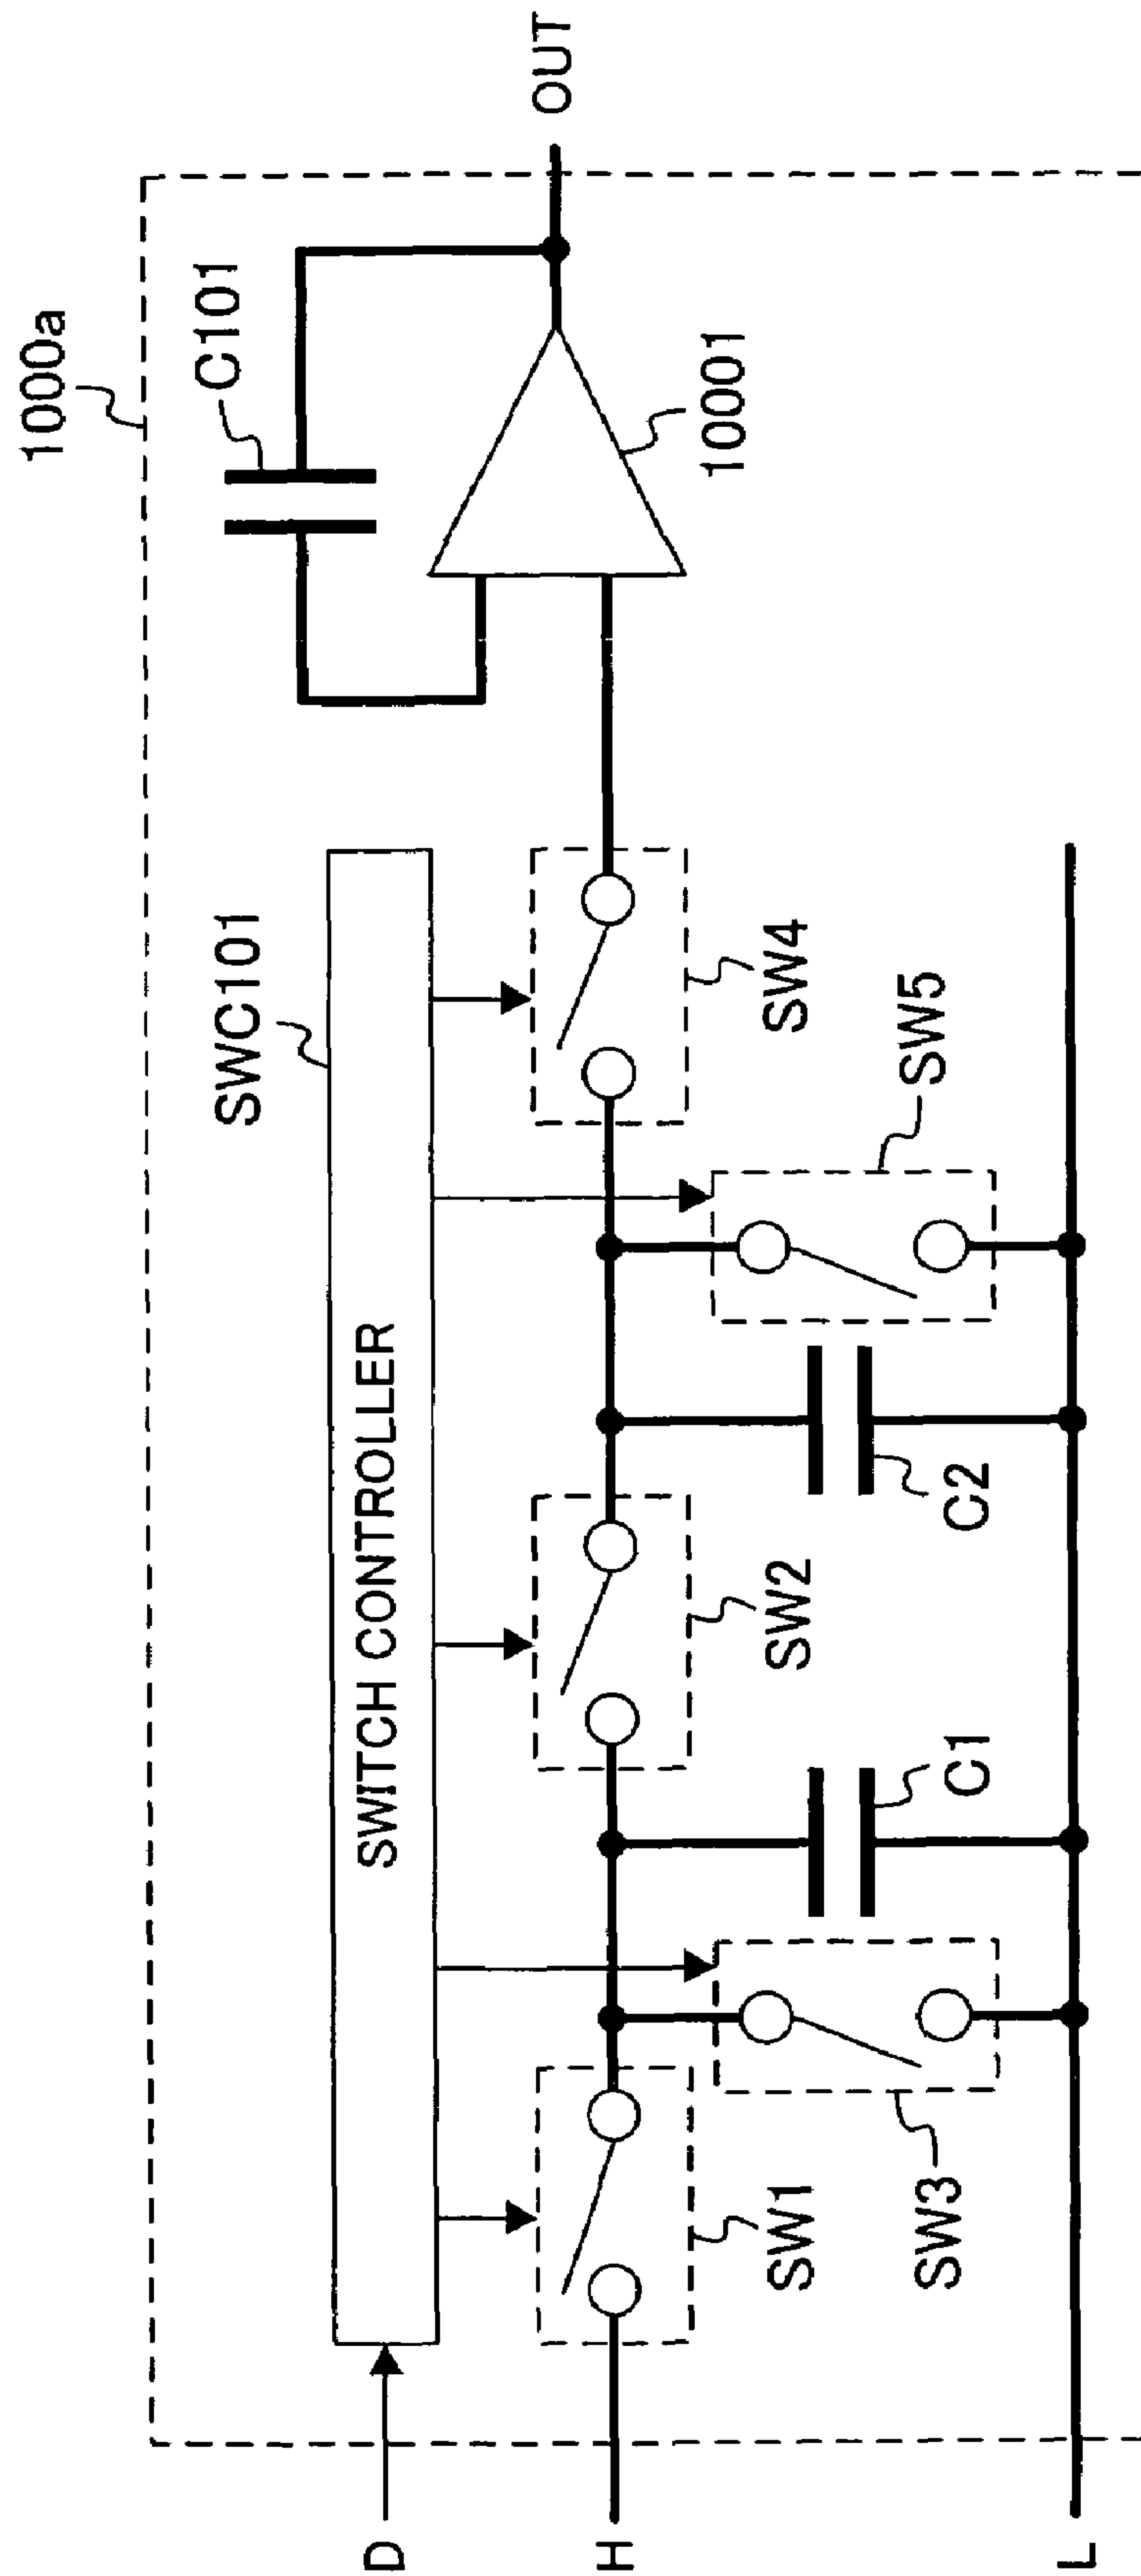 1000a
SWC101
C101
D
SWITCH CONTROLLER
OUT
H
10001
SW1
SW2
SW4
SW3
C1
C2
SW5
L